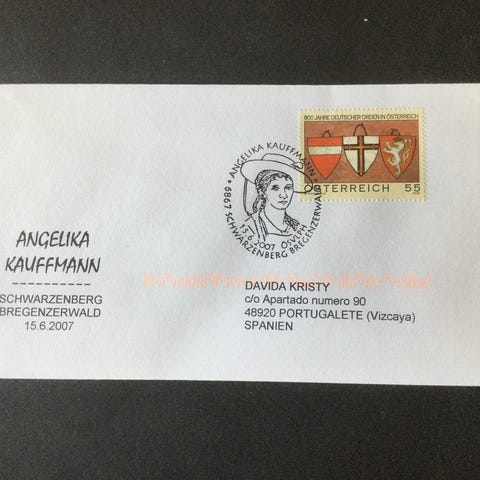 800 JAHRE DEUTSCHER ORDEN IN ÖSTERREICH
ÖSTERREICH 55
* ANGELIKA KAUFFMANN *
6867 SCHWARZENBERG BREGENZERWALD
15.6.2007 ÖSVLPH
ANGELIKA
KAUFFMANN
-----------
SCHWARZENBERG
BREGENZERWALD
15.6.2007
DAVIDA KRISTY
c/o Apartado numero 90
48920 PORTUGALETE (Vizcaya)
SPANIEN